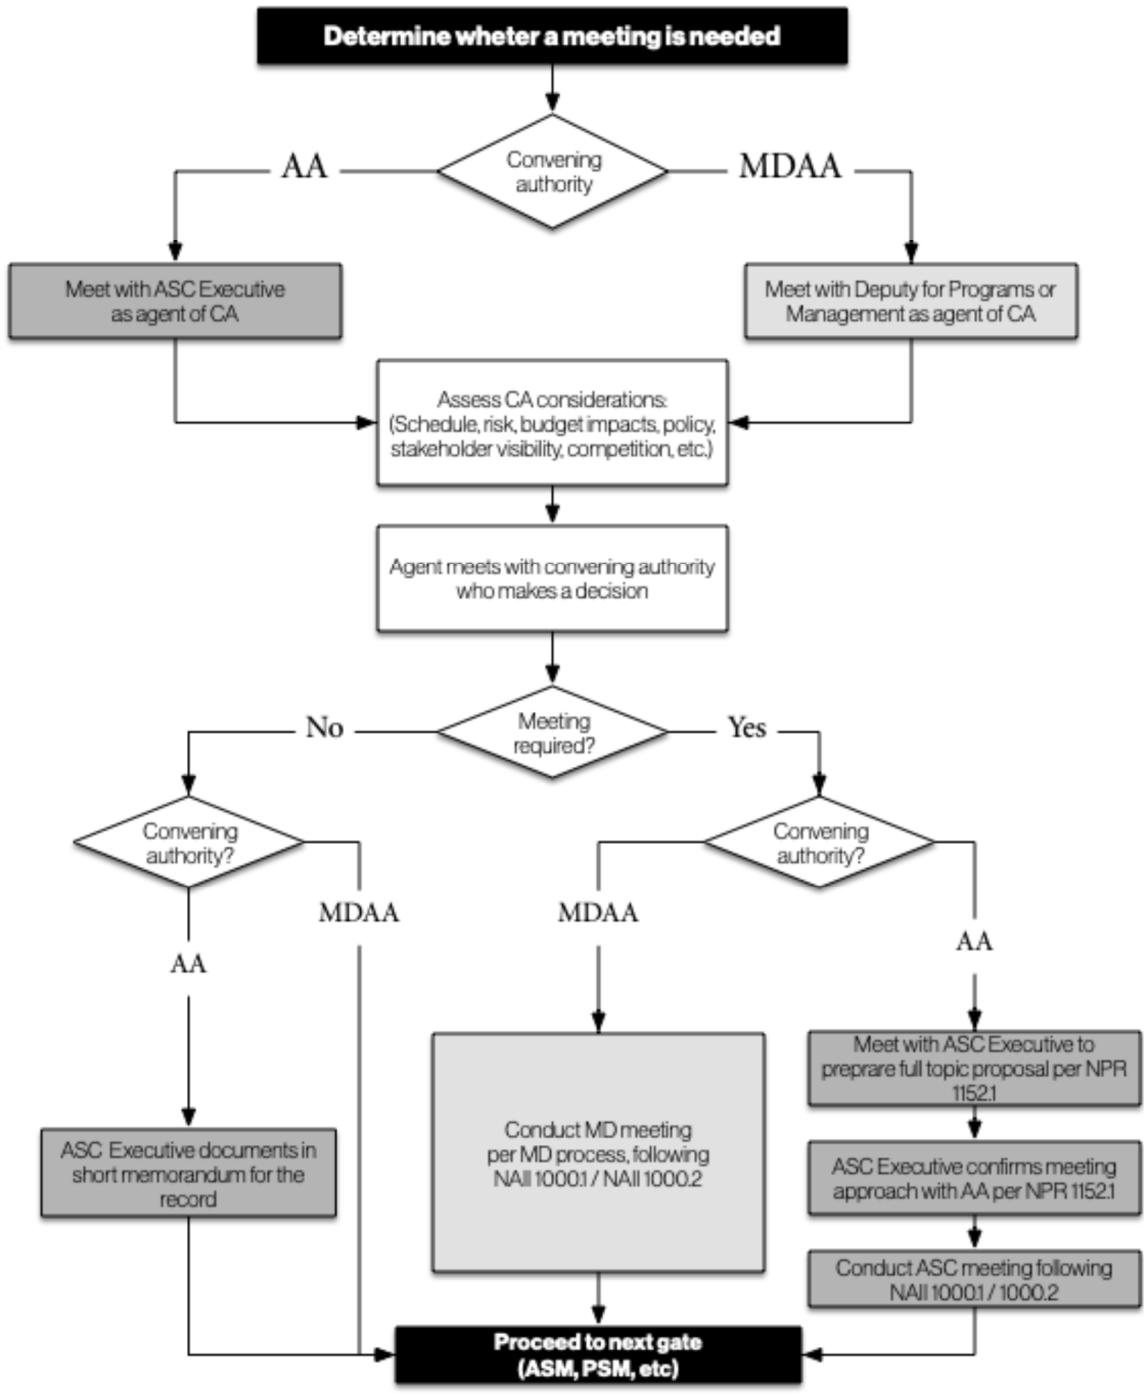 Determine wheter a meeting is needed
Convening
authority
AA
MDAA
Meet with ASC Executive
as agent of CA
Meet with Deputy for Programs or
Management as agent of CA
Assess CA considerations:
(Schedule, risk, budget impacts, policy,
stakeholder visibility, competition, etc.)
Agent meets with convening authority
who makes a decision
Meeting
required?
No
Yes
Convening
authority?
Convening
authority?
MDAA
AA
MDAA
AA
Meet with ASC Executive to
preprare full topic proposal per NPR
1152.1
ASC Executive documents in
short memorandum for the
record
Conduct MD meeting
per MD process, following
NAII 1000.1 / NAII 1000.2
ASC Executive confirms meeting
approach with AA per NPR 1152.1
Conduct ASC meeting following
NAII 1000.1 / 1000.2
Proceed to next gate
(ASM, PSM, etc)